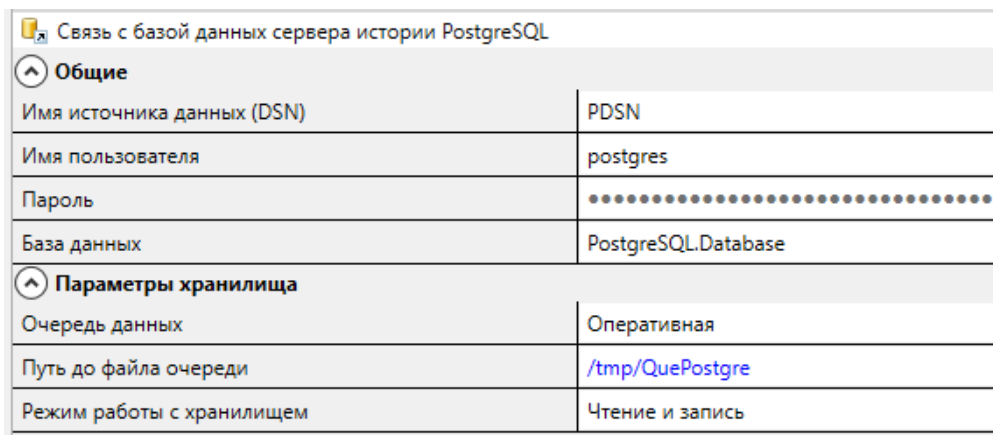 Связь с базой данных сервера истории PostgreSQL
Общие
Имя источника данных (DSN) PDSN
Имя пользователя postgres
Пароль ••••••••••••••••••••••••••••••••
База данных PostgreSQL.Database
Параметры хранилища
Очередь данных Оперативная
Путь до файла очереди /tmp/QuePostgre
Режим работы с хранилищем Чтение и запись